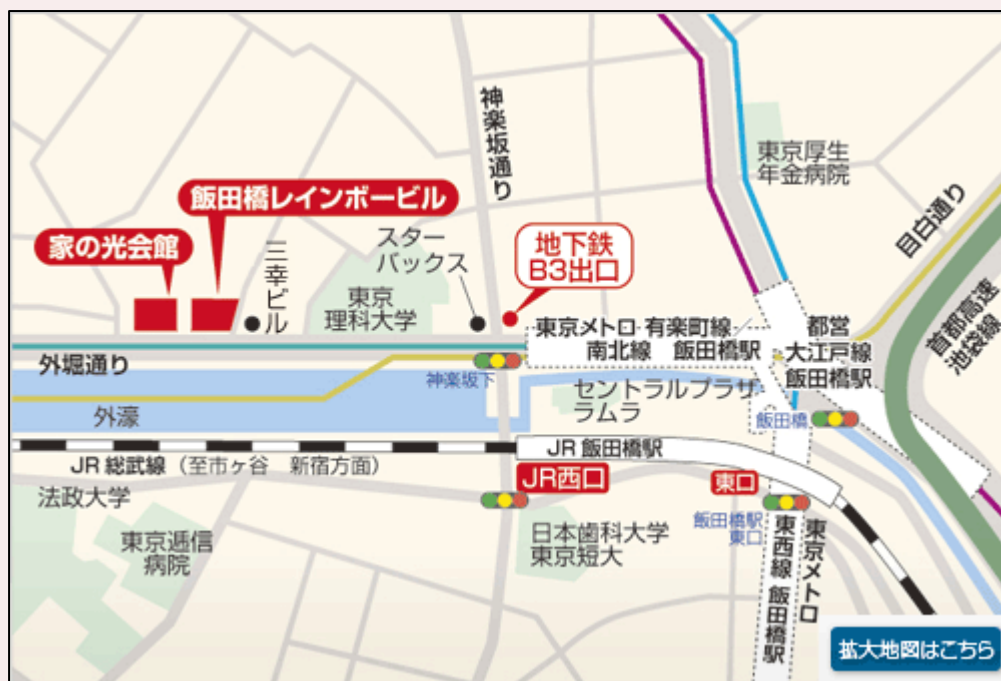 神楽坂通り
東京厚生
年金病院
目白通り
首都高速
池袋線
飯田橋レインボービル
家の光会館
三幸ビル
スター
バックス
地下鉄
B3出口
東京
理科大学
東京メトロ 有楽町線
南北線 飯田橋駅
都営
大江戸線
飯田橋駅
外堀通り
神楽坂下
セントラルプラザ
ラムラ
飯田橋
外濠
JR 飯田橋駅
JR 総武線（至市ヶ谷 新宿方面）
JR西口
東口
法政大学
東京逓信
病院
日本歯科大学
東京短大
飯田橋駅
東口
東京メトロ
東西線 飯田橋駅
拡大地図はこちら